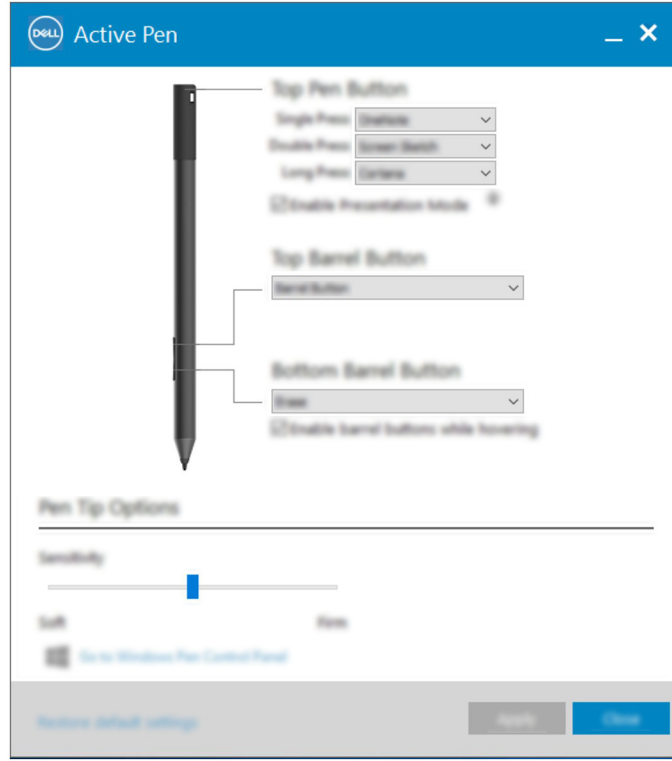 DELL Active Pen
Top Pen Button
Single Press OneNote
Double Press Screen Sketch
Long Press Cortana
Enable Presentation Mode
Top Barrel Button
Barrel Button
Bottom Barrel Button
Erase
Enable barrel buttons while hovering
Pen Tip Options
Sensitivity
Soft Firm
Go to Windows Pen Control Panel
Restore default settings Apply Close